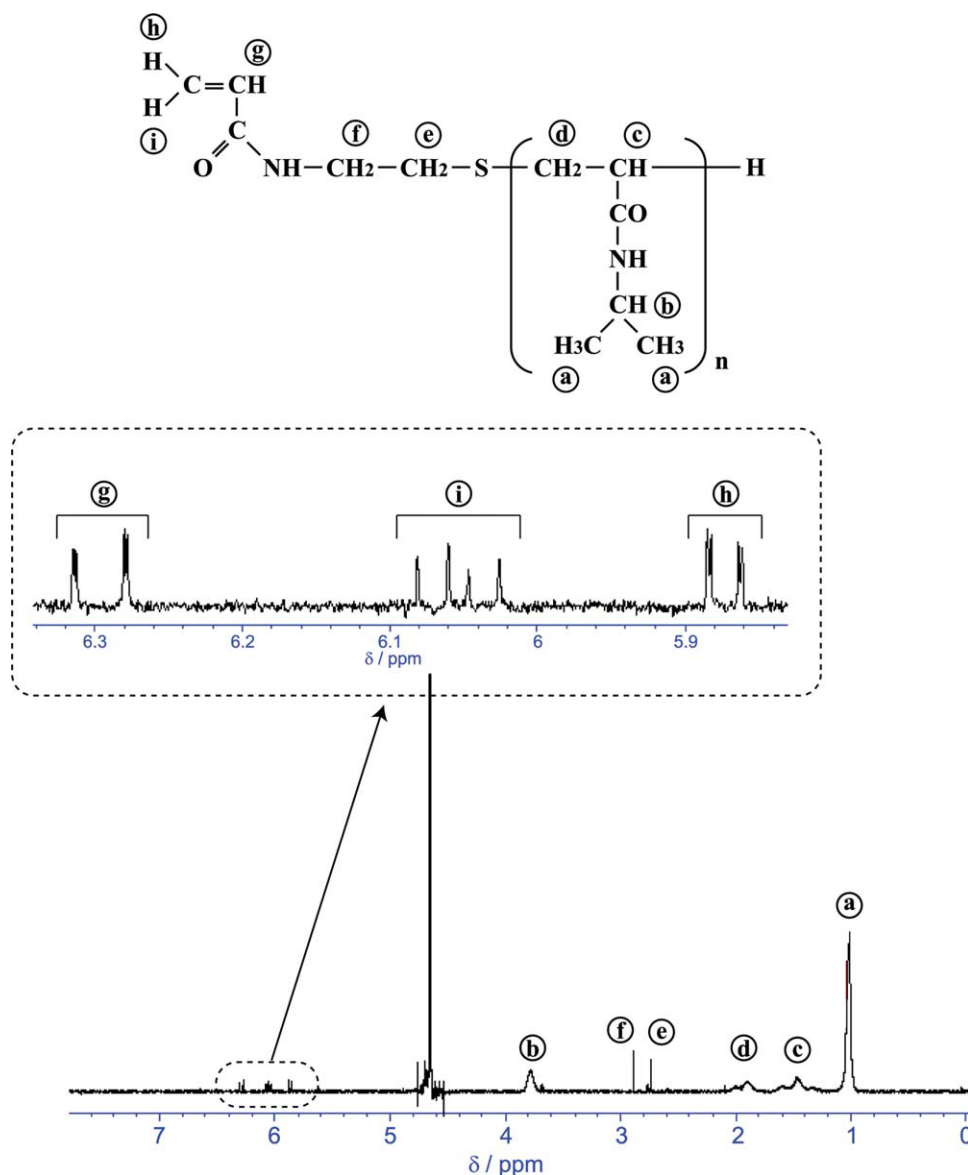 ⓗ ⓖ
H
C=CH
H
ⓘ C ⓕ ⓔ ⓓ ⓒ
O NH—CH2—CH2—S—CH2—CH—H
CO
NH
CH ⓑ
H3C CH3
ⓐ ⓐ n
ⓖ ⓘ ⓗ
6.3 6.2 6.1 6 5.9
δ / ppm
ⓐ
ⓑ ⓕ ⓔ ⓓ ⓒ
7 6 5 4 3 2 1 0
δ / ppm